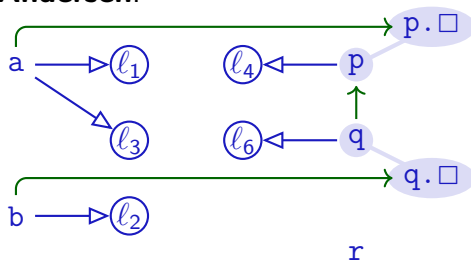 Andersen.
p.□
a ℓ₁ ℓ₄ p
ℓ₃ ℓ₆ q
q.□
b ℓ₂
r